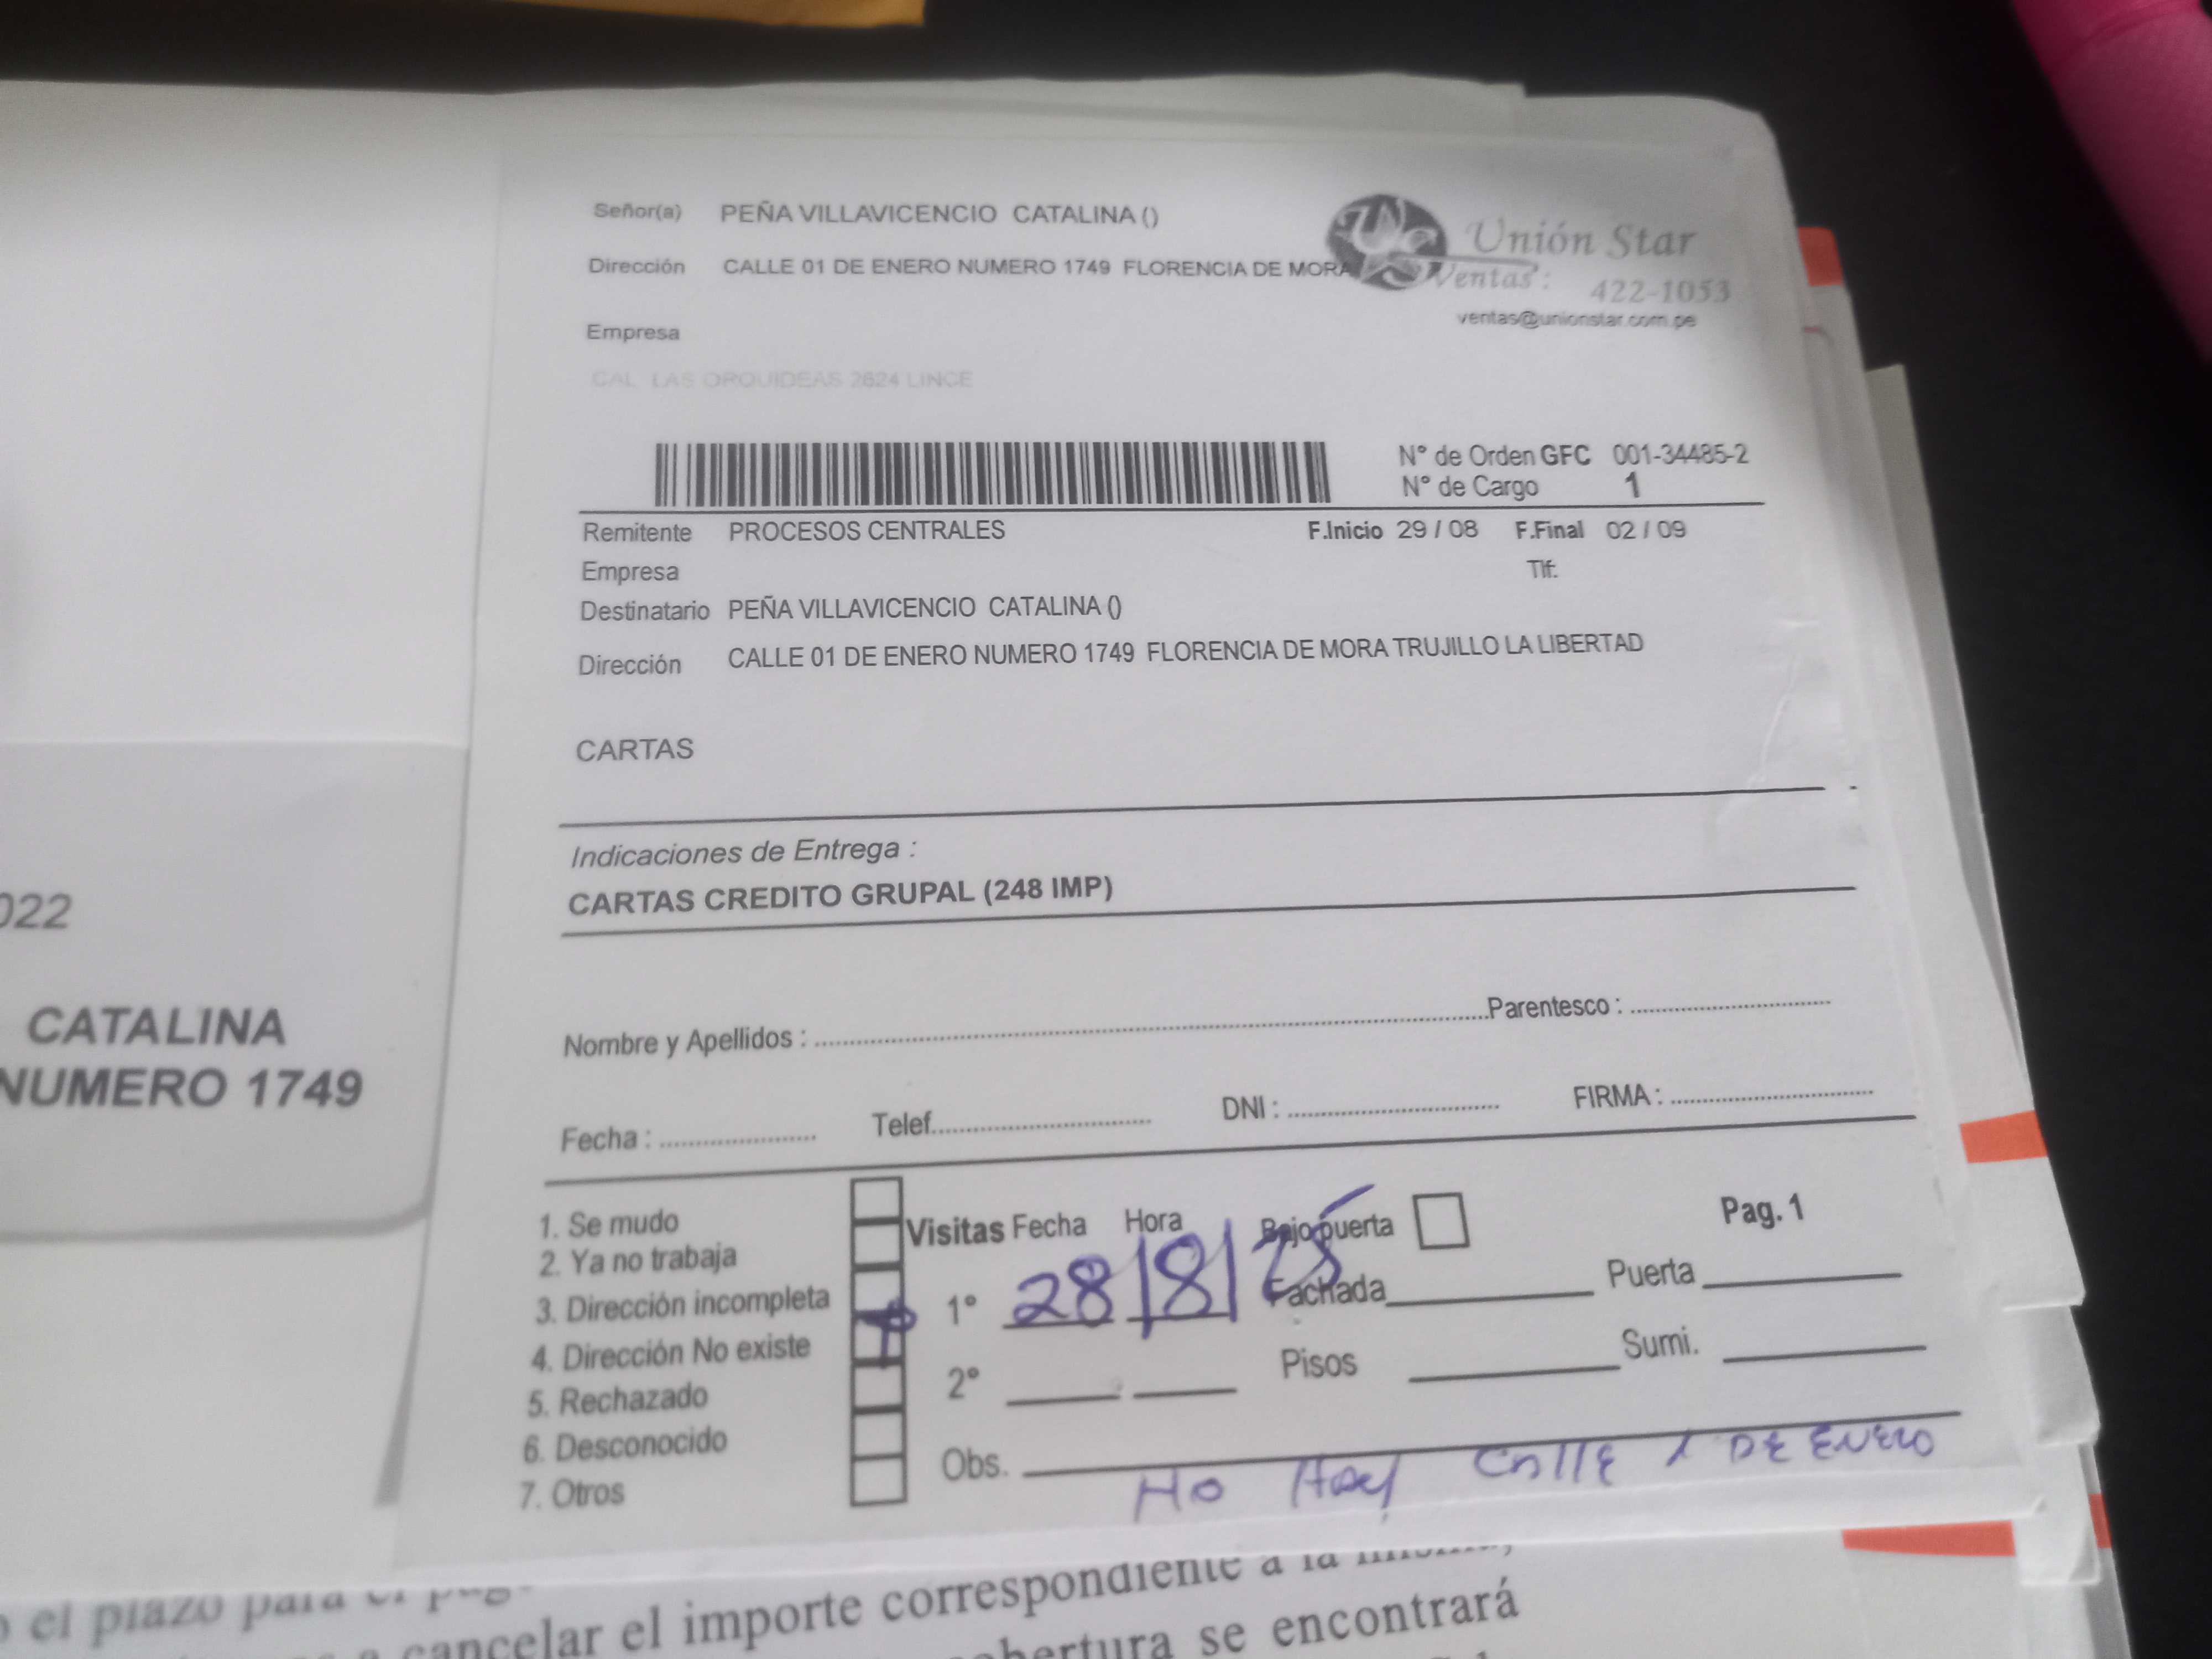 Señor(a) PEÑA VILLAVICENCIO CATALINA ()
Unión Star
Dirección CALLE 01 DE ENERO NUMERO 1749 FLORENCIA DE MORA
Ventas: 422-1053
ventas@unionstar.com.pe
Empresa
CAL LAS ORQUIDEAS 2624 LINCE
N° de Orden GFC 001-34485-2
N° de Cargo 1
Remitente PROCESOS CENTRALES F.Inicio 29 / 08 F.Final 02 / 09
Empresa Tlf:
Destinatario PEÑA VILLAVICENCIO CATALINA ()
Dirección CALLE 01 DE ENERO NUMERO 1749 FLORENCIA DE MORA TRUJILLO LA LIBERTAD
CARTAS
Indicaciones de Entrega :
CARTAS CREDITO GRUPAL (248 IMP)
022
CATALINA
NUMERO 1749
Nombre y Apellidos : Parentesco :
Fecha : Telef. DNI : FIRMA :
1. Se mudo
2. Ya no trabaja
3. Dirección incompleta
4. Dirección No existe
5. Rechazado
6. Desconocido
7. Otros
Visitas Fecha Hora Bajo puerta Pag. 1
1° 28/8/ Fachada Puerta
2° Pisos Sumi.
Obs.
NO HAY CALLE 1 DE ENERO
el plazo para el
cancelar el importe correspondiente a la
se encontrará